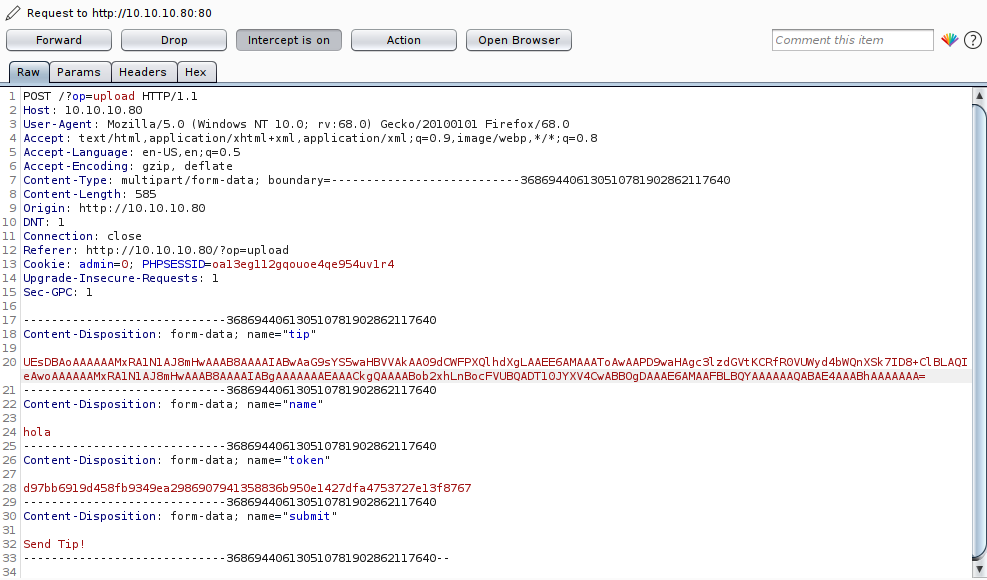 Request to http://10.10.10.80:80
Forward Drop Intercept is on Action Open Browser Comment this item ?
Raw Params Headers Hex
1 POST /?op=upload HTTP/1.1
2 Host: 10.10.10.80
3 User-Agent: Mozilla/5.0 (Windows NT 10.0; rv:68.0) Gecko/20100101 Firefox/68.0
4 Accept: text/html,application/xhtml+xml,application/xml;q=0.9,image/webp,*/*;q=0.8
5 Accept-Language: en-US,en;q=0.5
6 Accept-Encoding: gzip, deflate
7 Content-Type: multipart/form-data; boundary=---------------------------368694406130510781902862117640
8 Content-Length: 585
9 Origin: http://10.10.10.80
10 DNT: 1
11 Connection: close
12 Referer: http://10.10.10.80/?op=upload
13 Cookie: admin=0; PHPSESSID=oa13eg112gqouoe4qe954uv1r4
14 Upgrade-Insecure-Requests: 1
15 Sec-GPC: 1
16
17 -----------------------------368694406130510781902862117640
18 Content-Disposition: form-data; name="tip"
19
20
21 -----------------------------368694406130510781902862117640
22 Content-Disposition: form-data; name="name"
23
24 hola
25 -----------------------------368694406130510781902862117640
26 Content-Disposition: form-data; name="token"
27
28 d97bb6919d458fb9349ea2986907941358836b950e1427dfa4753727e13f8767
29 -----------------------------368694406130510781902862117640
30 Content-Disposition: form-data; name="submit"
31
32 Send Tip!
33 -----------------------------368694406130510781902862117640--
34